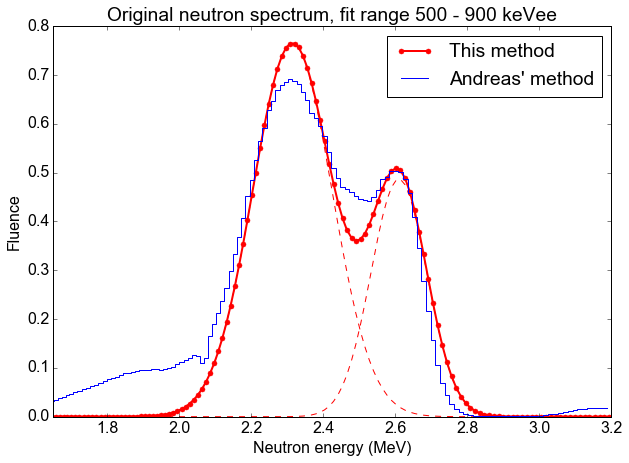 Original neutron spectrum, fit range 500 - 900 keVee
This method
Andreas' method
Fluence
0.8
0.7
0.6
0.5
0.4
0.3
0.2
0.1
0.0
1.8 2.0 2.2 2.4 2.6 2.8 3.0 3.2
Neutron energy (MeV)